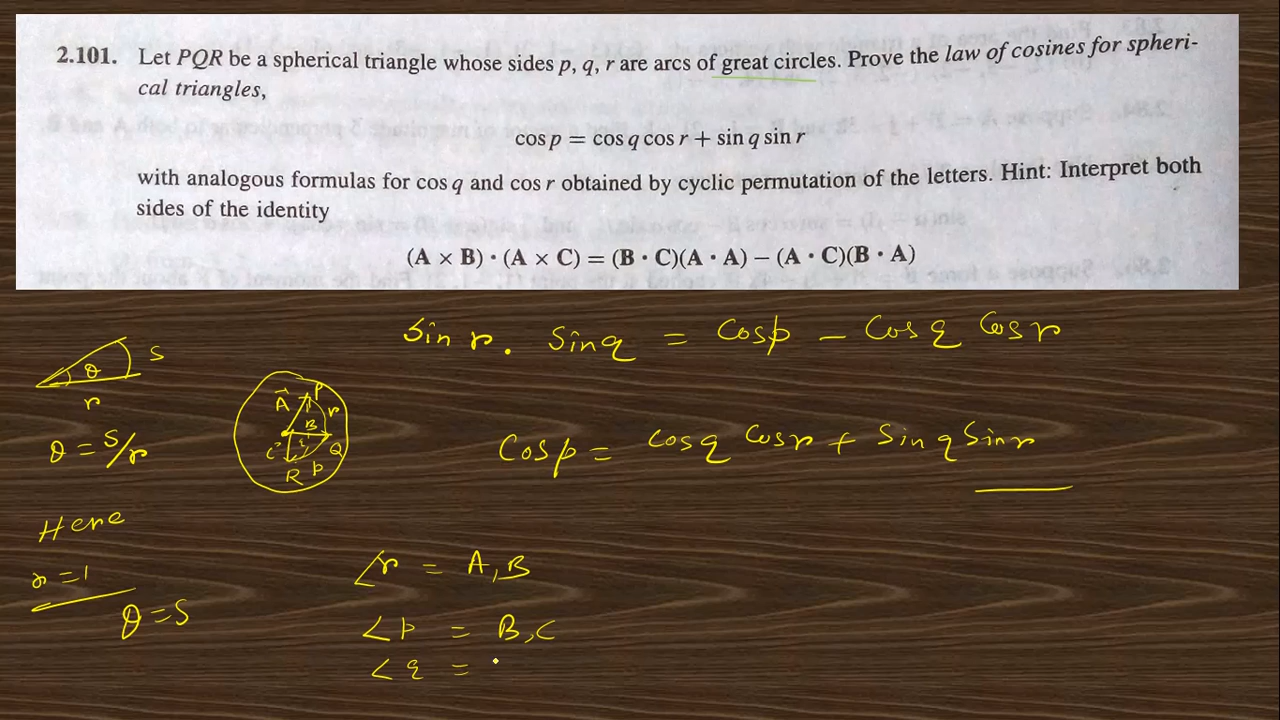 2.101. Let PQR be a spherical triangle whose sides p, q, r are arcs of great circles. Prove the law of cosines for spheri-
cal triangles,
cos p = cos q cos r + sin q sin r
with analogous formulas for cos q and cos r obtained by cyclic permutation of the letters. Hint: Interpret both
sides of the identity
(A × B) · (A × C) = (B · C)(A · A) − (A · C)(B · A)
Sin r. Sin q = Cos p − Cos q Cos r
θ S
r
θ = S/r
A P r
B
C q Q
R p
Cos p = Cos q Cos r + Sin q Sin r
Here
r = 1
θ = S
∠r = A, B
∠p = B, C
∠q =